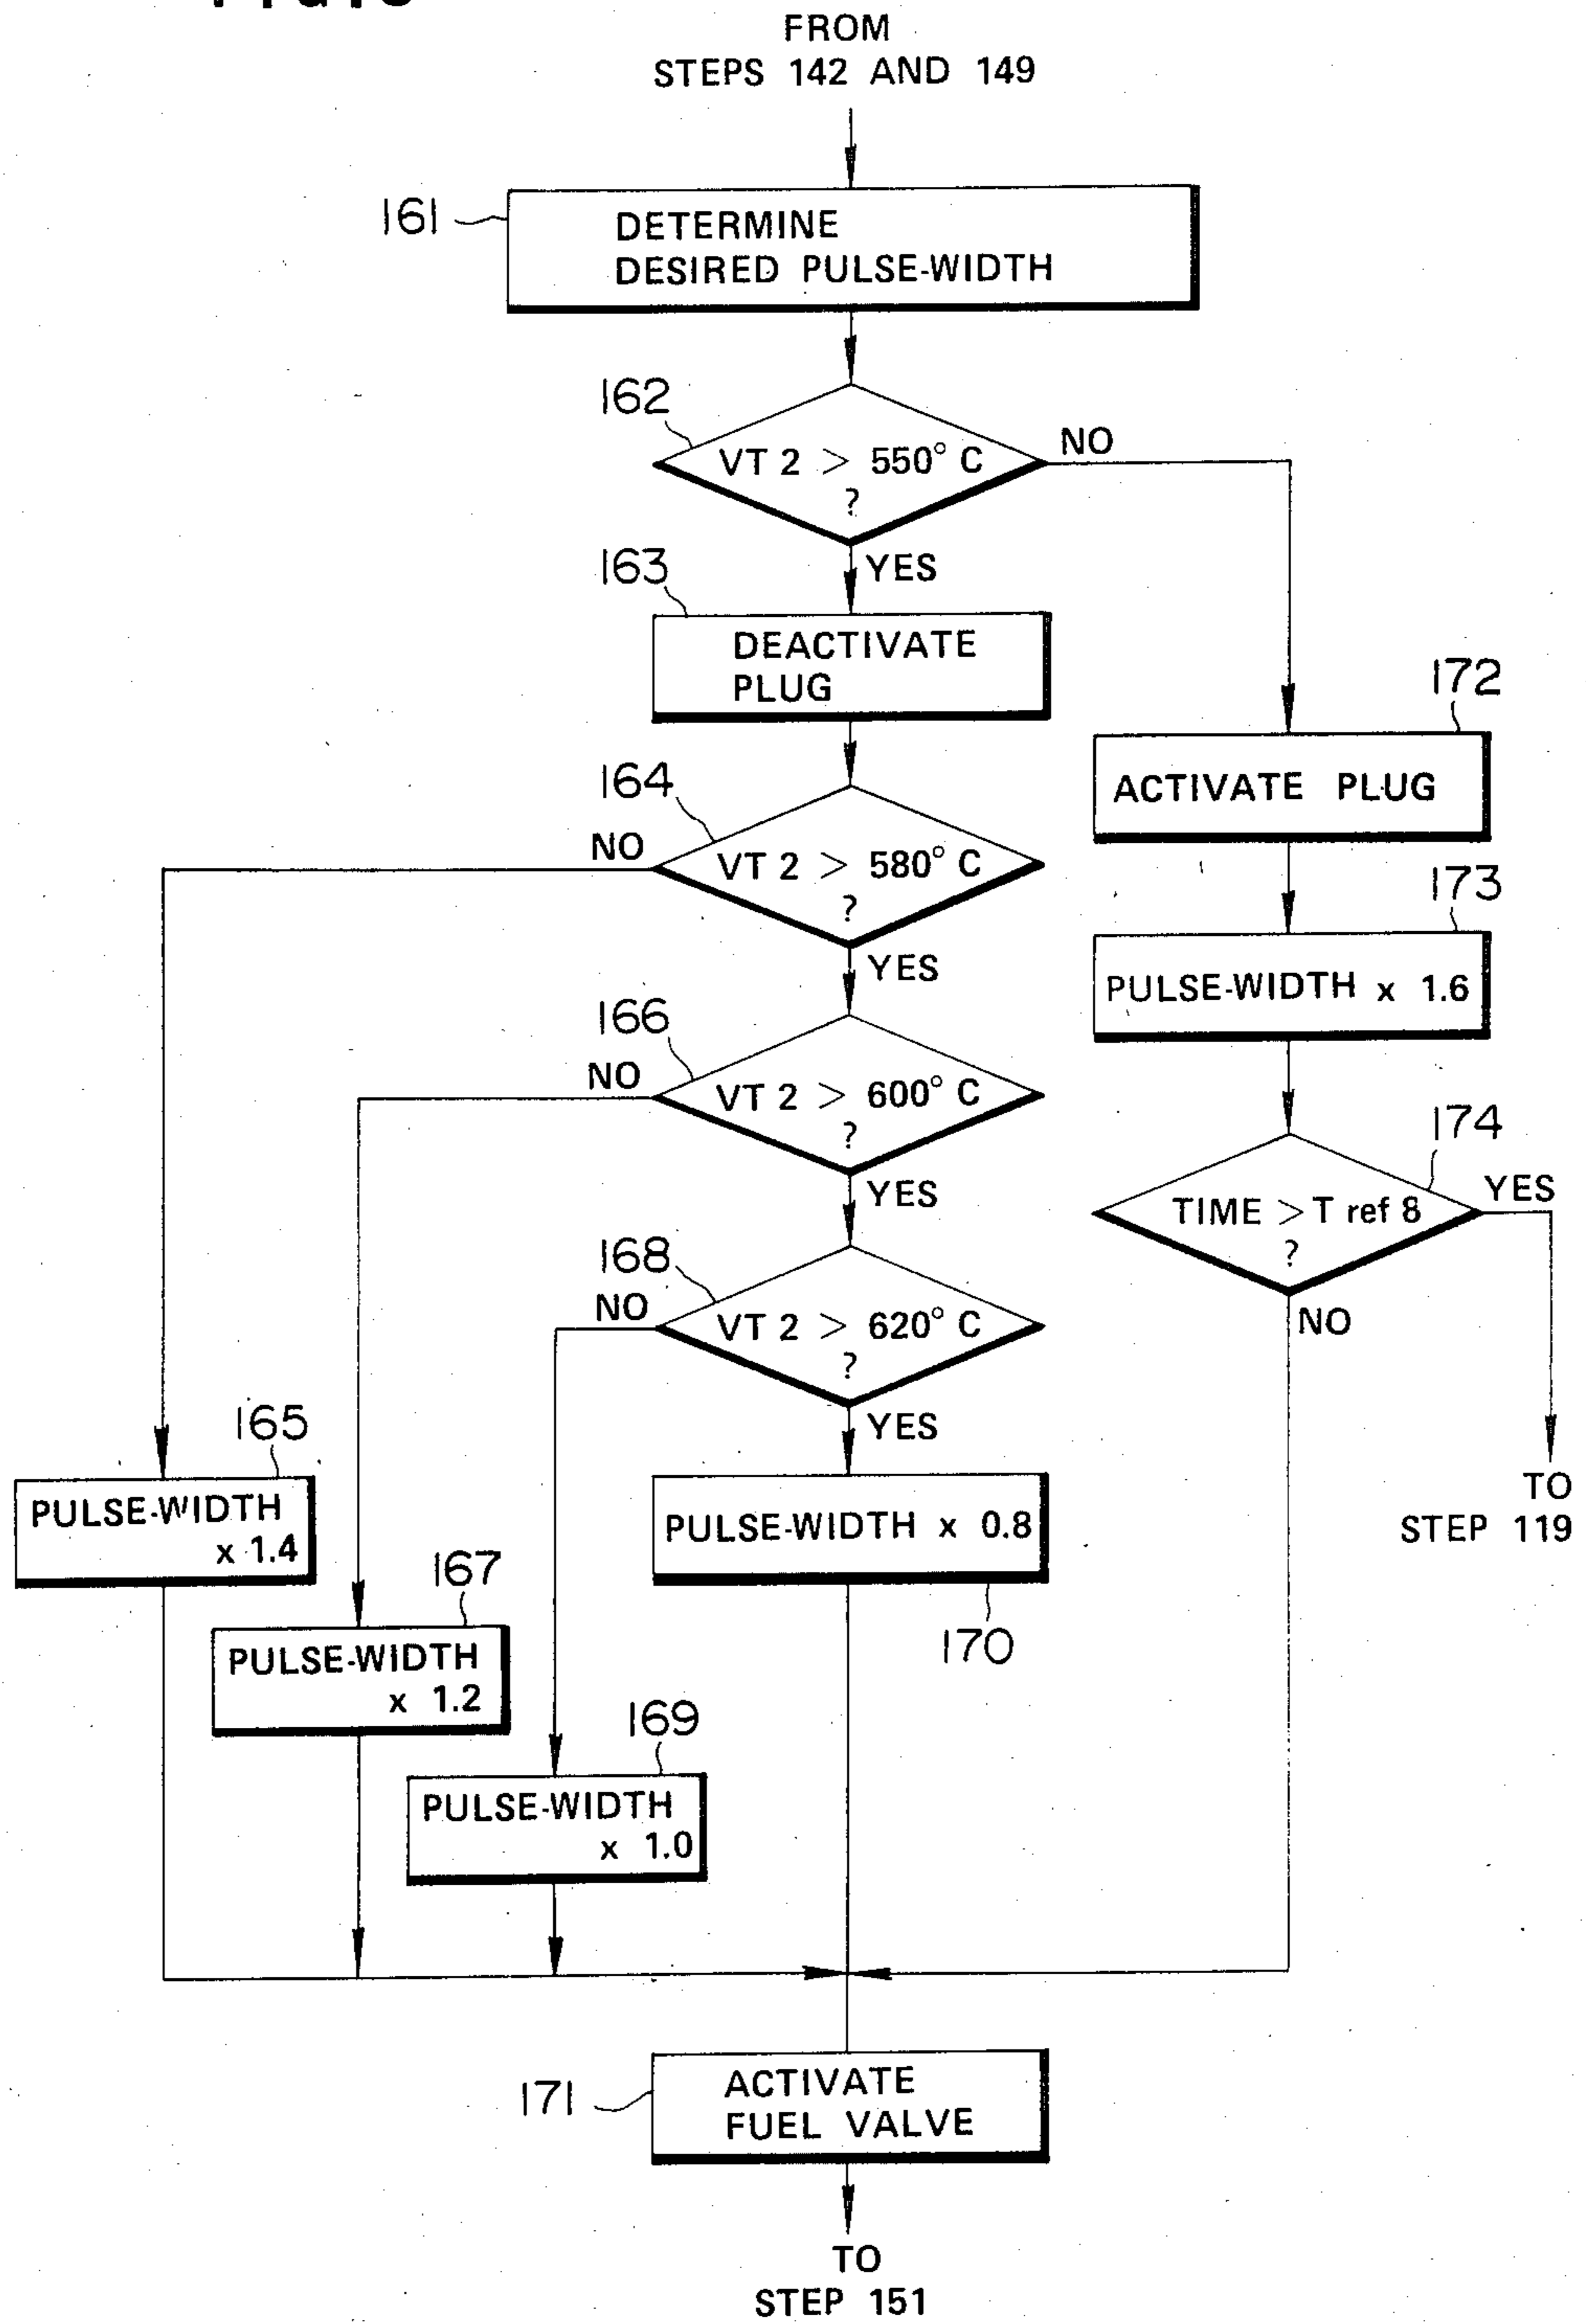 FROM
STEPS 142 AND 149
161
DETERMINE
DESIRED PULSE-WIDTH
162
VT 2 > 550° C
?
NO
YES
163
DEACTIVATE
PLUG
172
ACTIVATE PLUG
164
NO
VT 2 > 580° C
?
YES
173
PULSE-WIDTH x 1.6
166
NO
VT 2 > 600° C
?
YES
174
TIME > T ref 8
?
YES
NO
168
NO
VT 2 > 620° C
?
YES
165
PULSE-WIDTH
x 1.4
PULSE-WIDTH x 0.8
170
TO
STEP 119
167
PULSE-WIDTH
x 1.2
169
PULSE-WIDTH
x 1.0
171
ACTIVATE
FUEL VALVE
TO
STEP 151